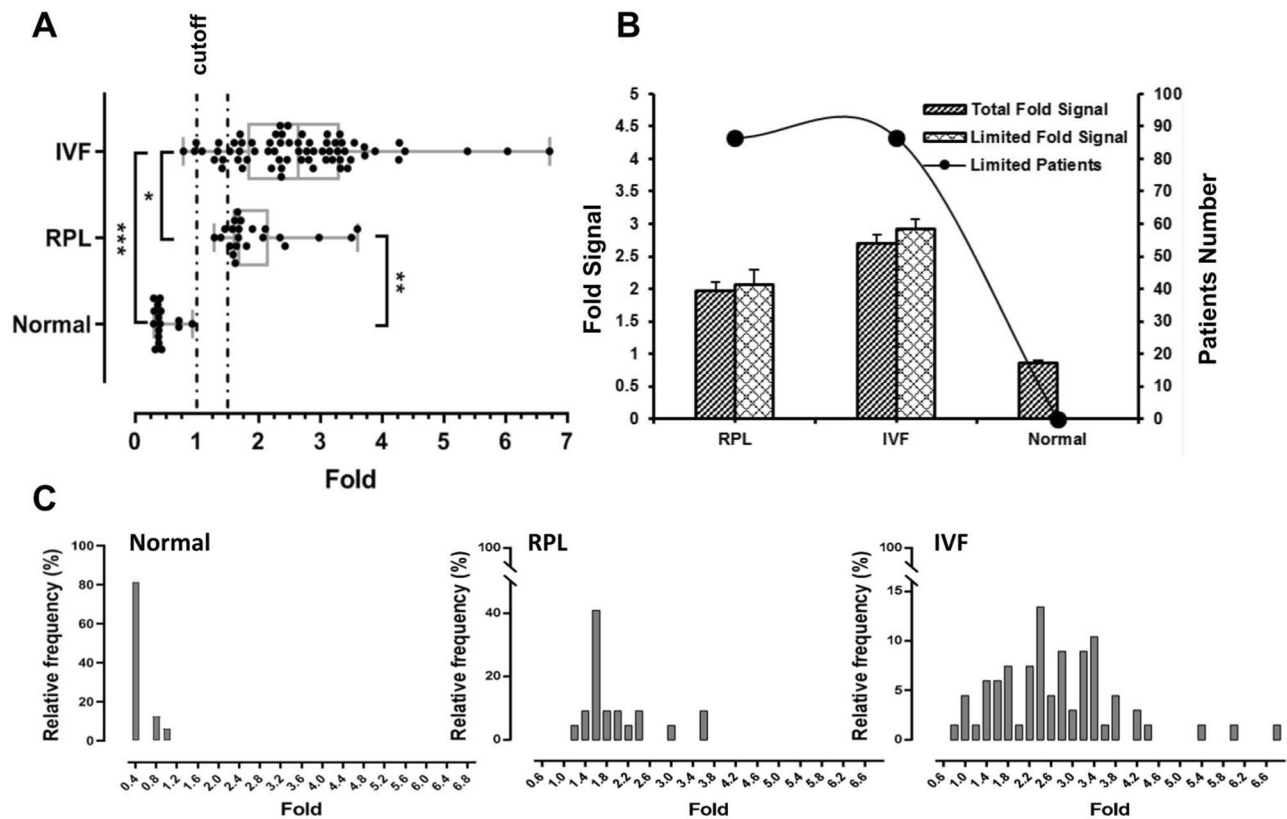 A
cutoff
IVF
RPL
Normal
*
***
**
0 1 2 3 4 5 6 7
Fold
B
Total Fold Signal
Limited Fold Signal
Limited Patients
Fold Signal
5
4.5
4
3.5
3
2.5
2
1.5
1
0.5
0
100
90
80
70
60
50
40
30
20
10
0
Patients Number
RPL IVF Normal
C
Normal
Relative frequency (%)
100
80
60
40
20
0
0.4 0.8 1.2 1.6 2.0 2.4 2.8 3.2 3.6 4.0 4.4 4.8 5.2 5.6 6.0 6.4 6.8
Fold
RPL
Relative frequency (%)
100
40
20
0
0.6 1.0 1.4 1.8 2.2 2.6 3.0 3.4 3.8 4.2 4.6 5.0 5.4 5.8 6.2 6.6
Fold
IVF
Relative frequency (%)
100
15
10
5
0
0.6 1.0 1.4 1.8 2.2 2.6 3.0 3.4 3.8 4.2 4.6 5.0 5.4 5.8 6.2 6.6
Fold